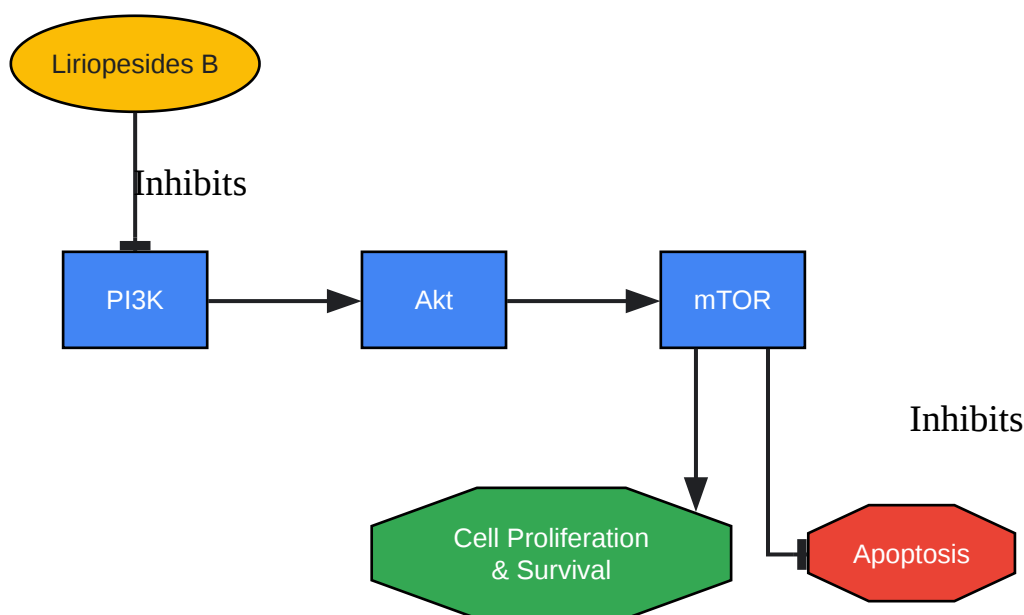 Liriopesides B
Inhibits
PI3K
Akt
mTOR
Inhibits
Cell Proliferation
& Survival
Apoptosis